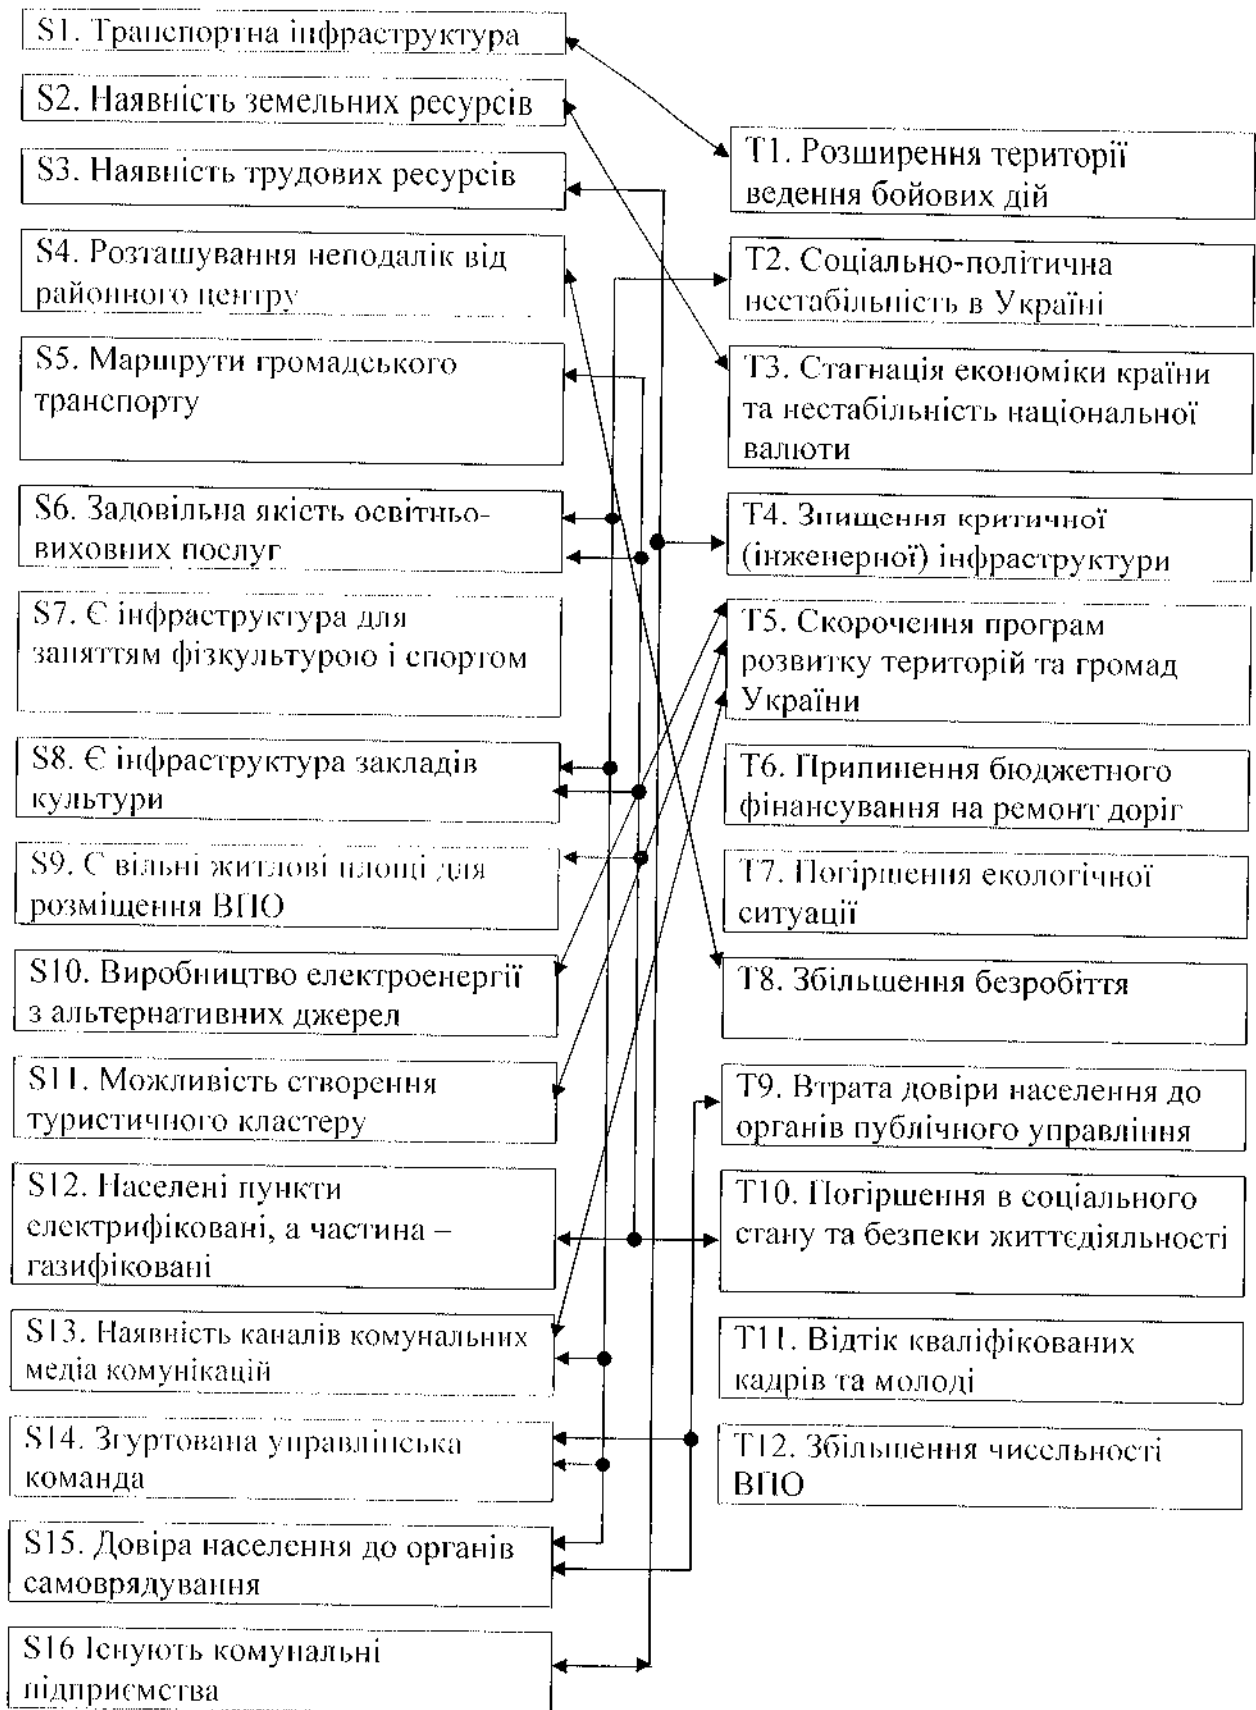 S1. Транспортна інфраструктура
S2. Наявність земельних ресурсів
S3. Наявність трудових ресурсів
S4. Розташування неподалік від
районного центру
S5. Маршрути громадського
транспорту
S6. Задовільна якість освітньо-
виховних послуг
S7. Є інфраструктура для
заняттям фізкультурою і спортом
S8. Є інфраструктура закладів
культури
S9. Є вільні житлові площі для
розміщення ВПО
S10. Виробництво електроенергії
з альтернативних джерел
S11. Можливість створення
туристичного кластеру
S12. Населені пункти
електрифіковані, а частина –
газифіковані
S13. Наявність каналів комунальних
медіа комунікацій
S14. Згуртована управлінська
команда
S15. Довіра населення до органів
самоврядування
S16 Існують комунальні
підприємства
T1. Розширення території
ведення бойових дій
T2. Соціально-політична
нестабільність в Україні
T3. Стагнація економіки країни
та нестабільність національної
валюти
T4. Знищення критичної
(інженерної) інфраструктури
T5. Скорочення програм
розвитку територій та громад
України
T6. Припинення бюджетного
фінансування на ремонт доріг
T7. Погіршення екологічної
ситуації
T8. Збільшення безробіття
T9. Втрата довіри населення до
органів публічного управління
T10. Погіршення в соціального
стану та безпеки життєдіяльності
T11. Відтік кваліфікованих
кадрів та молоді
T12. Збільшення чисельності
ВПО